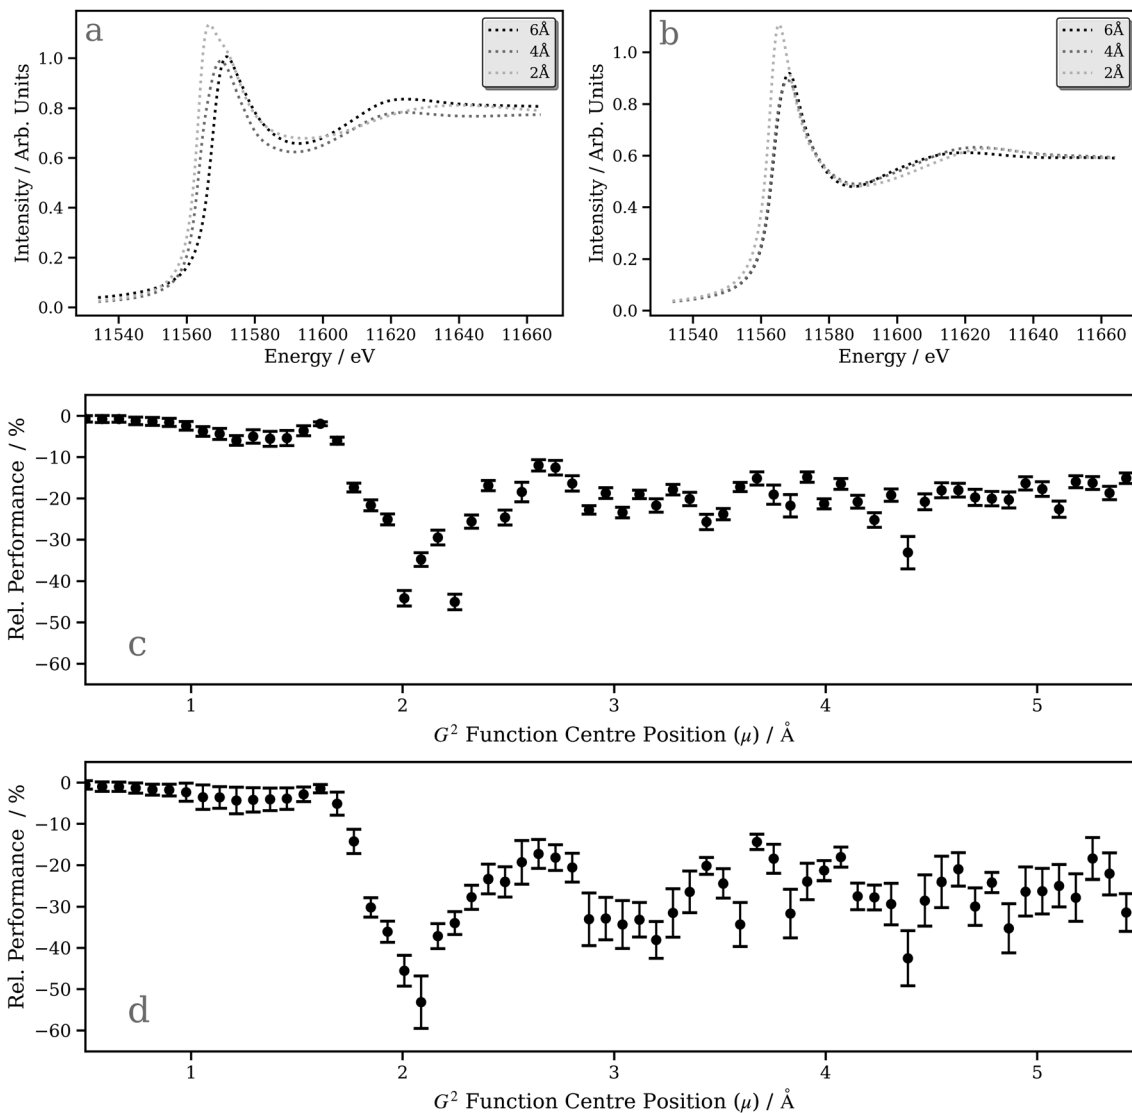 a
6Å
4Å
2Å
Intensity / Arb. Units
1.0
0.8
0.6
0.4
0.2
0.0
11540 11560 11580 11600 11620 11640 11660
Energy / eV
b
6Å
4Å
2Å
Intensity / Arb. Units
1.0
0.8
0.6
0.4
0.2
0.0
11540 11560 11580 11600 11620 11640 11660
Energy / eV
c
Rel. Performance / %
0
−10
−20
−30
−40
−50
−60
1 2 3 4 5
G² Function Centre Position (μ) / Å
d
Rel. Performance / %
0
−10
−20
−30
−40
−50
−60
1 2 3 4 5
G² Function Centre Position (μ) / Å